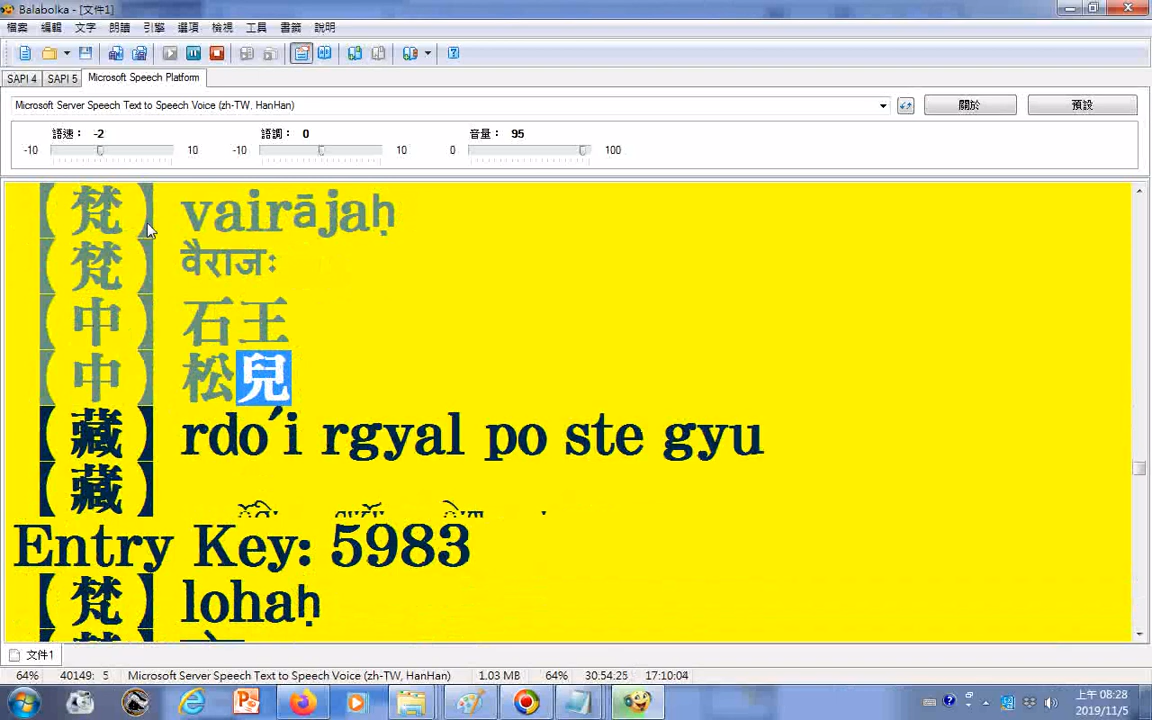 Balabolka - [文件1]
檔案 編輯 文字 朗讀 引擎 選項 檢視 工具 書籤 說明
SAPI 4 SAPI 5 Microsoft Speech Platform
Microsoft Server Speech Text to Speech Voice (zh-TW, HanHan) 關於 預設
語速： -2 語調： 0 音量： 95
-10 10 -10 10 0 100
【梵】 vairājaḥ
【梵】 वैराजः
【中】 石王
【中】 松兒
【藏】 rdo´i rgyal po ste gyu
【藏】
Entry Key: 5983
【梵】 lohaḥ
文件1
64% 40149: 5 Microsoft Server Speech Text to Speech Voice (zh-TW, HanHan) 1.03 MB 64% 30:54:25 17:10:04
上午 08:28
2019/11/5